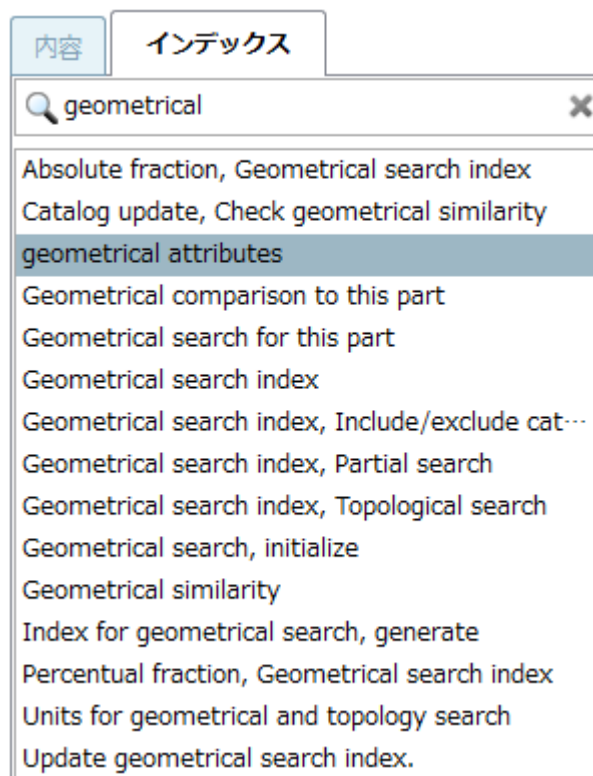 内容 インデックス
geometrical
Absolute fraction, Geometrical search index
Catalog update, Check geometrical similarity
geometrical attributes
Geometrical comparison to this part
Geometrical search for this part
Geometrical search index
Geometrical search index, Include/exclude cat…
Geometrical search index, Partial search
Geometrical search index, Topological search
Geometrical search, initialize
Geometrical similarity
Index for geometrical search, generate
Percentual fraction, Geometrical search index
Units for geometrical and topology search
Update geometrical search index.